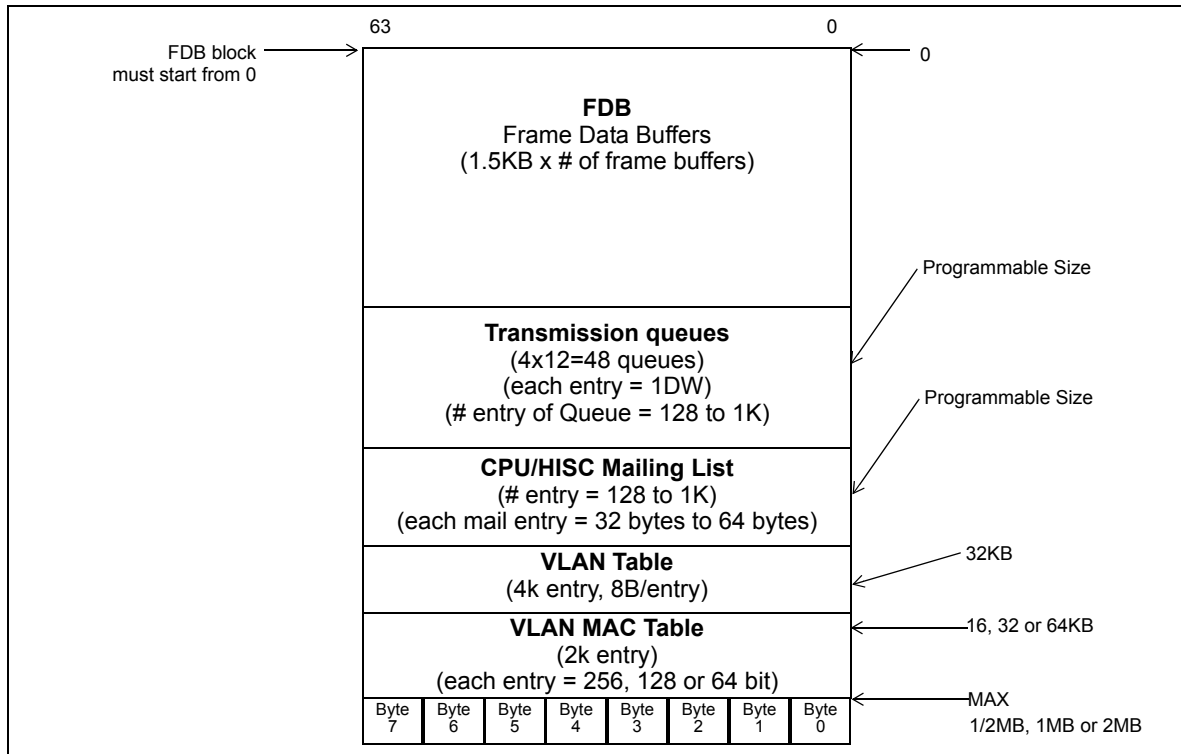 63
0
FDB block
must start from 0
0
FDB
Frame Data Buffers
(1.5KB x # of frame buffers)
Programmable Size
Transmission queues
(4x12=48 queues)
(each entry = 1DW)
(# entry of Queue = 128 to 1K)
Programmable Size
CPU/HISC Mailing List
(# entry = 128 to 1K)
(each mail entry = 32 bytes to 64 bytes)
VLAN Table
(4k entry, 8B/entry)
32KB
VLAN MAC Table
(2k entry)
(each entry = 256, 128 or 64 bit)
16, 32 or 64KB
Byte 7
Byte 6
Byte 5
Byte 4
Byte 3
Byte 2
Byte 1
Byte 0
MAX
1/2MB, 1MB or 2MB